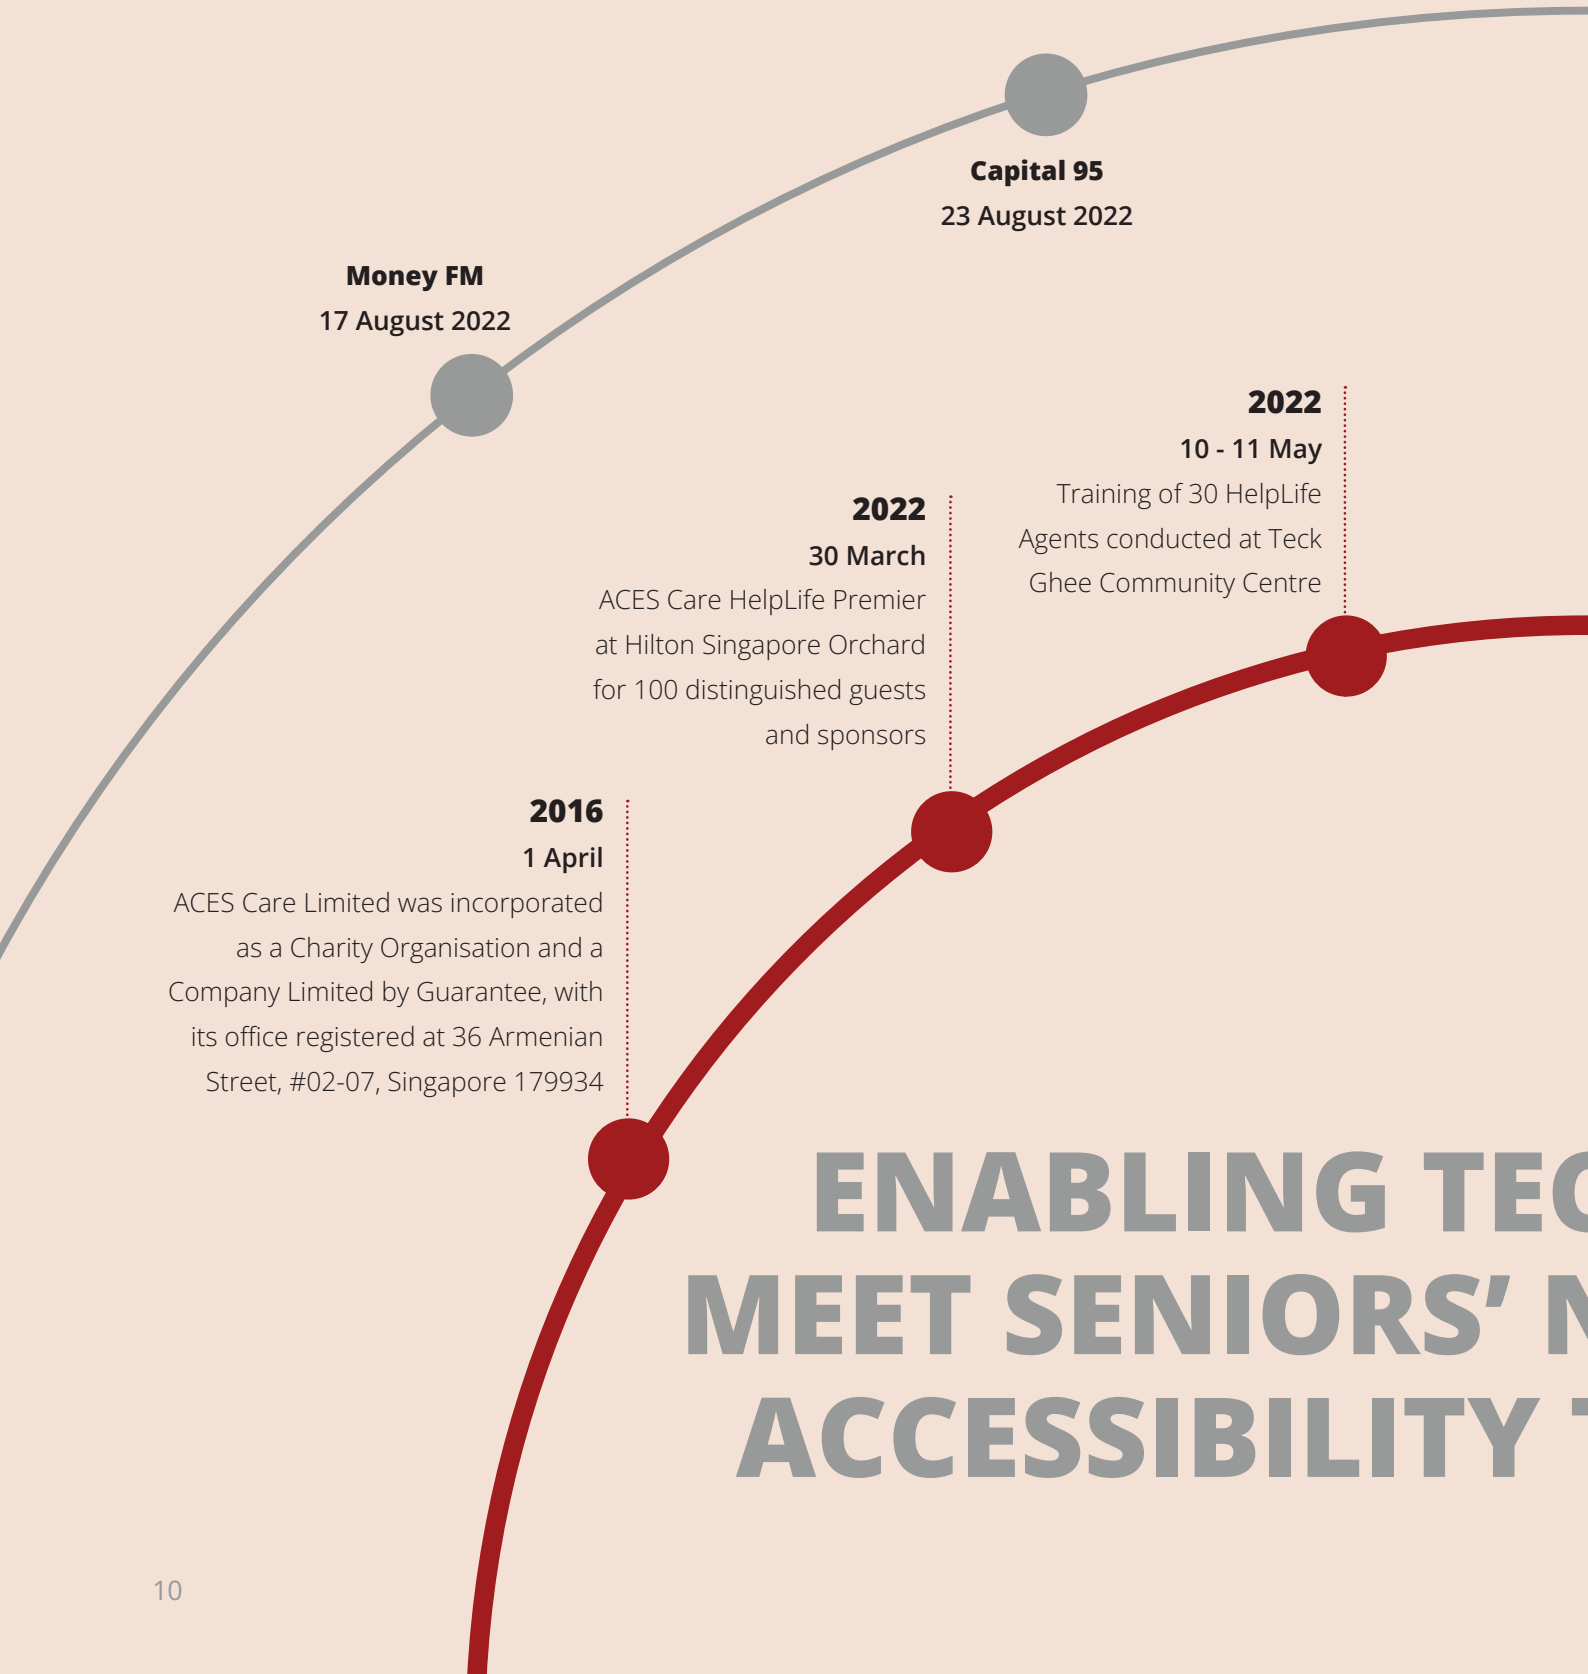 Capital 95
23 August 2022
Money FM
17 August 2022
2022
10 - 11 May
Training of 30 HelpLife
Agents conducted at Teck
Ghee Community Centre
2022
30 March
ACES Care HelpLife Premier
at Hilton Singapore Orchard
for 100 distinguished guests
and sponsors
2016
1 April
ACES Care Limited was incorporated
as a Charity Organisation and a
Company Limited by Guarantee, with
its office registered at 36 Armenian
Street, #02-07, Singapore 179934
ENABLING
MEET SENIORS’
ACCESSIBILITY
10